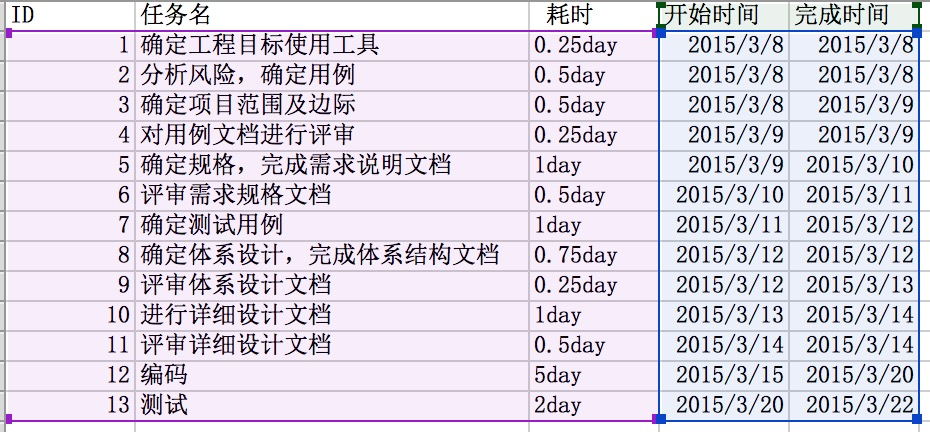 ID 任务名 耗时 开始时间 完成时间
1 确定工程目标使用工具 0.25day 2015/3/8 2015/3/8
2 分析风险，确定用例 0.5day 2015/3/8 2015/3/8
3 确定项目范围及边际 0.5day 2015/3/8 2015/3/9
4 对用例文档进行评审 0.25day 2015/3/9 2015/3/9
5 确定规格，完成需求说明文档 1day 2015/3/9 2015/3/10
6 评审需求规格文档 0.5day 2015/3/10 2015/3/11
7 确定测试用例 1day 2015/3/11 2015/3/12
8 确定体系设计，完成体系结构文档 0.75day 2015/3/12 2015/3/12
9 评审体系设计文档 0.25day 2015/3/12 2015/3/13
10 进行详细设计文档 1day 2015/3/13 2015/3/14
11 评审详细设计文档 0.5day 2015/3/14 2015/3/14
12 编码 5day 2015/3/15 2015/3/20
13 测试 2day 2015/3/20 2015/3/22